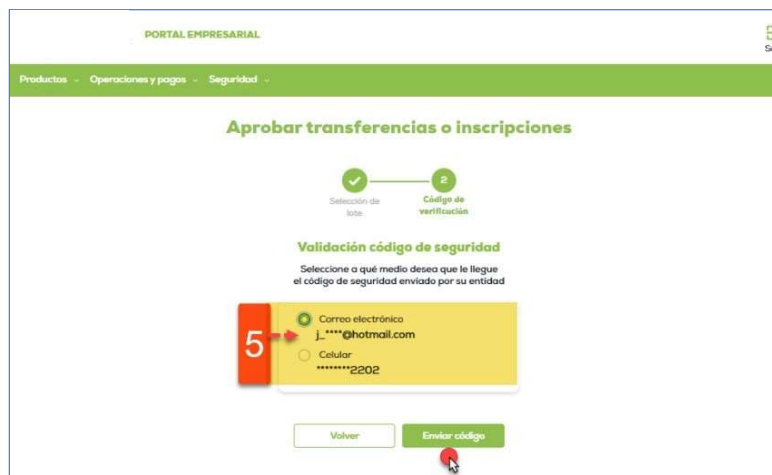 PORTAL EMPRESARIAL
Productos Operaciones y pagos Seguridad
Aprobar transferencias o inscripciones
2
Selección de
lote
Código de
verificación
Validación código de seguridad
Seleccione a qué medio desea que le llegue
el código de seguridad enviado por su entidad
5
Correo electrónico
j_****@hotmail.com
Celular
********2202
Volver Enviar código